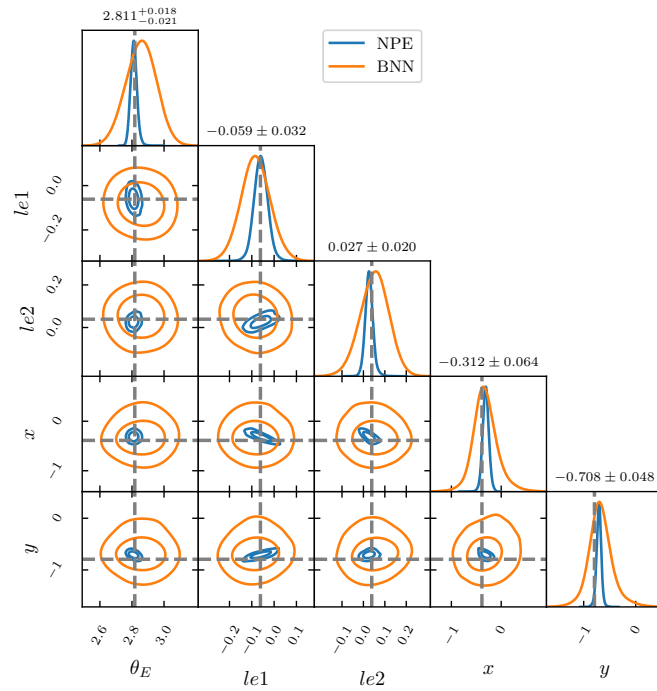 2.811+0.018−0.021
NPE
BNN
−0.059 ± 0.032
le1
0.0
−0.2
0.027 ± 0.020
le2
0.2
0.0
−0.312 ± 0.064
x
0
−1
−0.708 ± 0.048
y
0
−1
2.6 2.8 3.0 −0.2 −0.1 0.0 0.1 0.0 0.1 0.2 −1 0 −1 0
θE le1 le2 x y